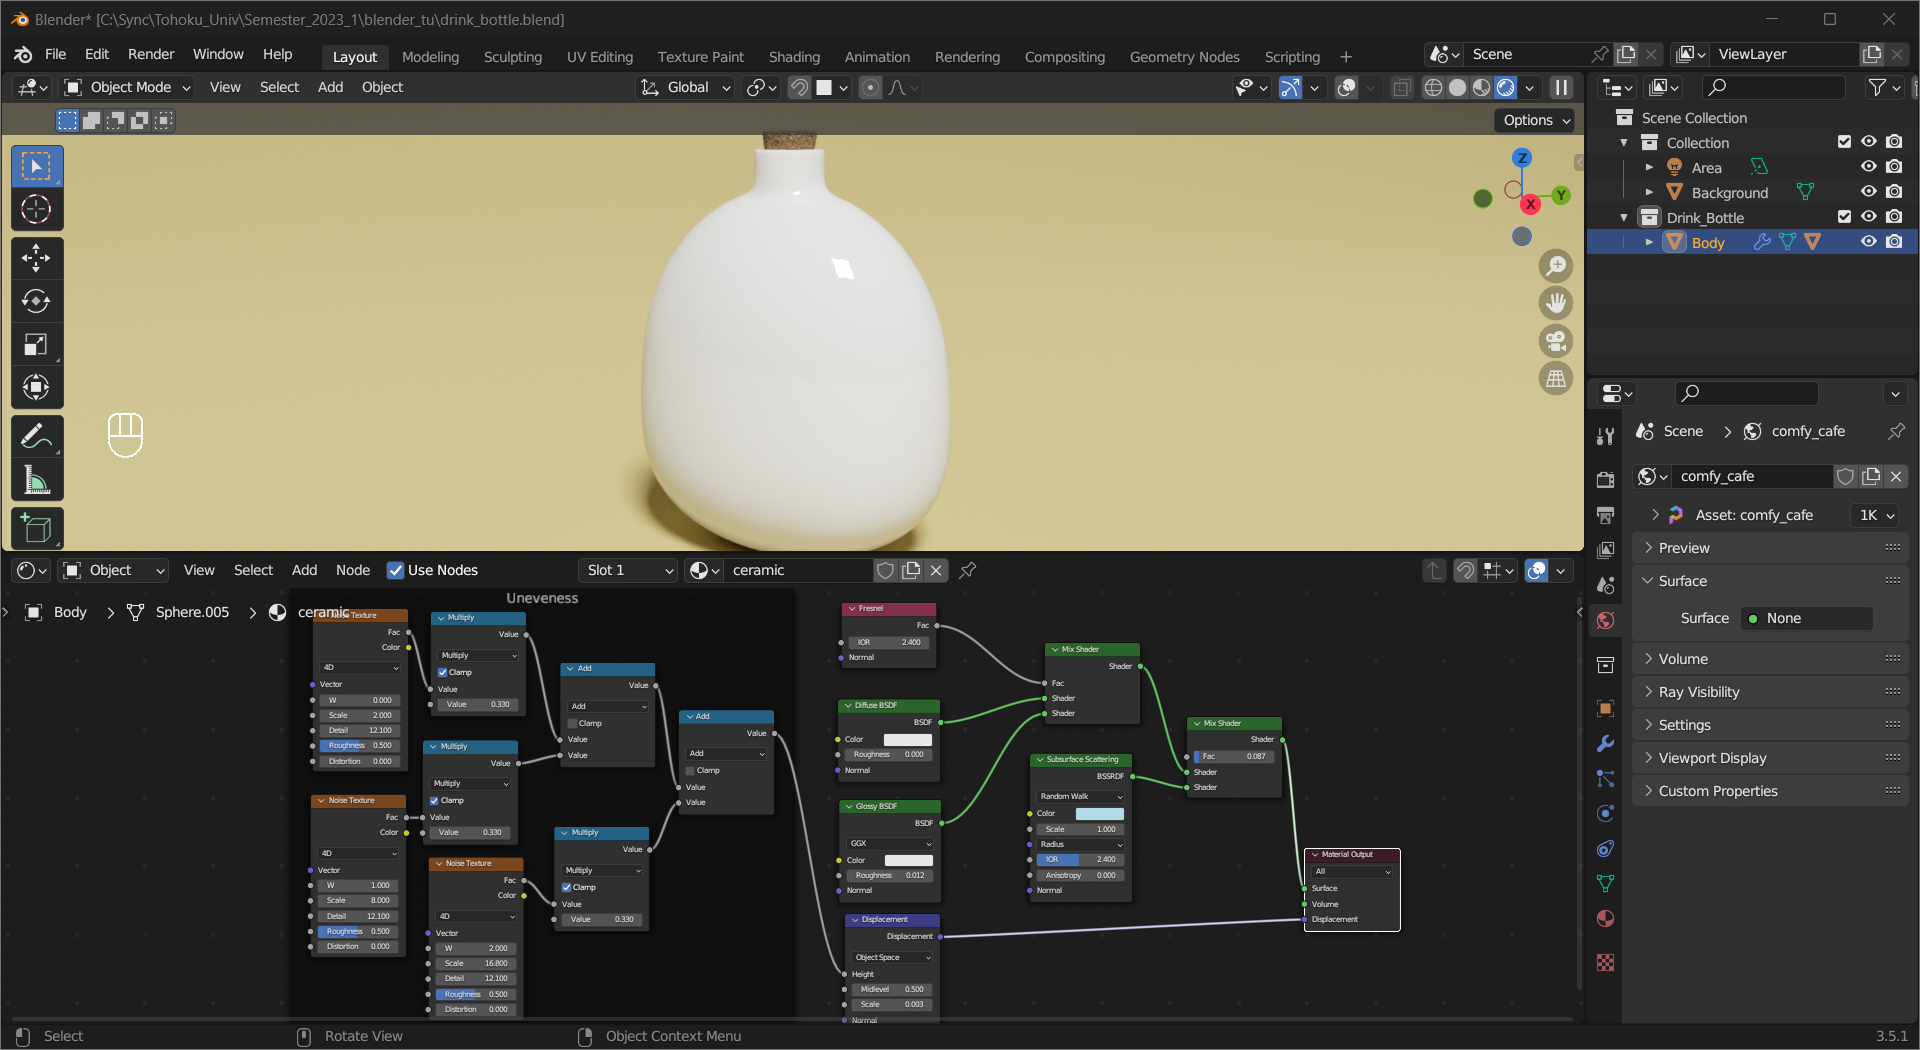 Blender* [C:\Sync\Tohoku_Univ\Semester_2023_1\blender_tu\drink_bottle.blend]
File Edit Render Window Help Layout Modeling Sculpting UV Editing Texture Paint Shading Animation Rendering Compositing Geometry Nodes Scripting + Scene ViewLayer
Object Mode View Select Add Object Global
Options
Z
Y
X
Scene Collection
Collection
Area
Background
Drink_Bottle
Body
Scene > comfy_cafe
comfy_cafe
Asset: comfy_cafe 1K
Preview
Surface
Surface None
Volume
Ray Visibility
Settings
Viewport Display
Custom Properties
Object View Select Add Node Use Nodes Slot 1 ceramic
Body > Sphere.005 > ceramic
Uneveness
Texture
Fac
Color
4D
Vector
W 0.000
Scale 2.000
Detail 12.100
Roughness 0.500
Distortion 0.000
Multiply
Value
Multiply
Clamp
Value
Value 0.330
Multiply
Value
Multiply
Clamp
Value
Value 0.330
Noise Texture
Fac
Color
4D
Vector
W 1.000
Scale 8.000
Detail 12.100
Roughness 0.500
Distortion 0.000
Noise Texture
Fac
Color
4D
Vector
W 2.000
Scale 16.800
Detail 12.100
Roughness 0.500
Distortion 0.000
Add
Value
Add
Clamp
Value
Value
Multiply
Value
Multiply
Clamp
Value
Value 0.330
Add
Value
Add
Clamp
Value
Value
Fresnel
Fac
IOR 2.400
Normal
Diffuse BSDF
BSDF
Color
Roughness 0.000
Normal
Glossy BSDF
BSDF
GGX
Color
Roughness 0.012
Normal
Displacement
Displacement
Object Space
Height
Midlevel 0.500
Scale 0.003
Normal
Mix Shader
Shader
Fac
Shader
Shader
Subsurface Scattering
BSSRDF
Random Walk
Color
Scale 1.000
Radius
IOR 2.400
Anisotropy 0.000
Normal
Mix Shader
Shader
Fac 0.087
Shader
Shader
Material Output
All
Surface
Volume
Displacement
Select Rotate View Object Context Menu 3.5.1